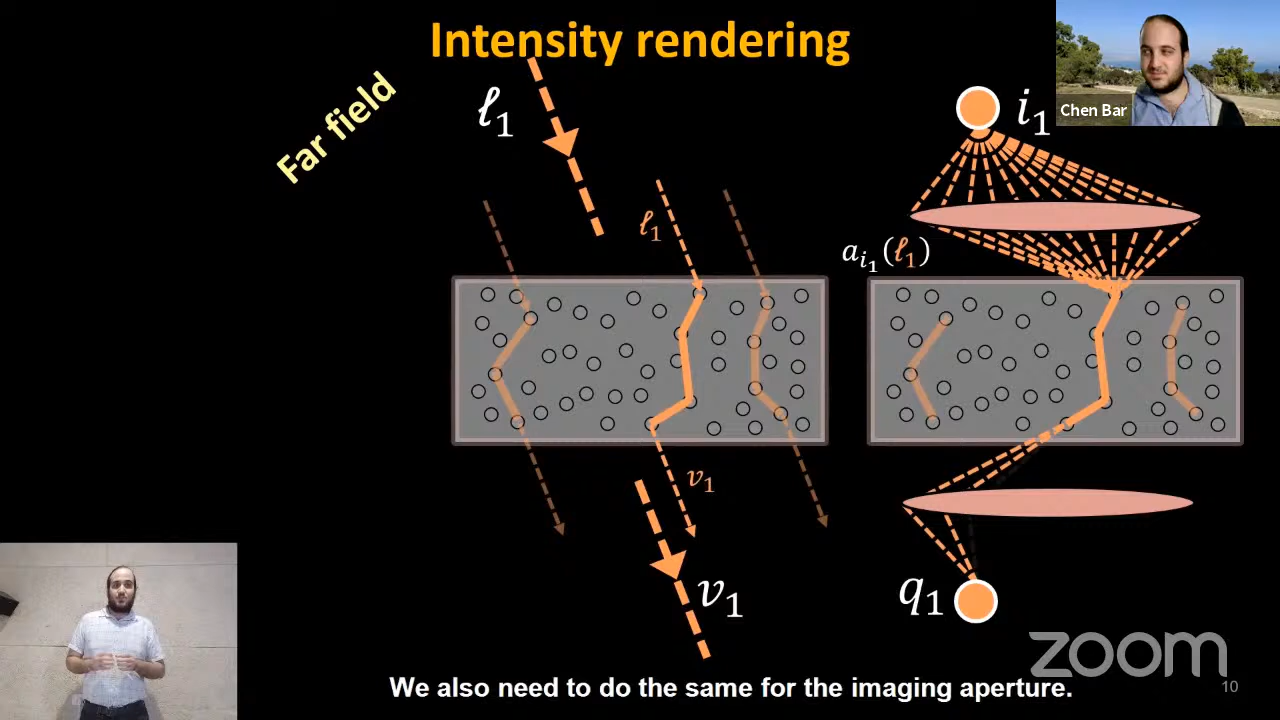 Intensity rendering
Far field
ℓ₁
i₁
Chen Bar
ℓ₁
a_{i₁}(ℓ₁)
v₁
v₁
q₁
zoom
We also need to do the same for the imaging aperture.
10